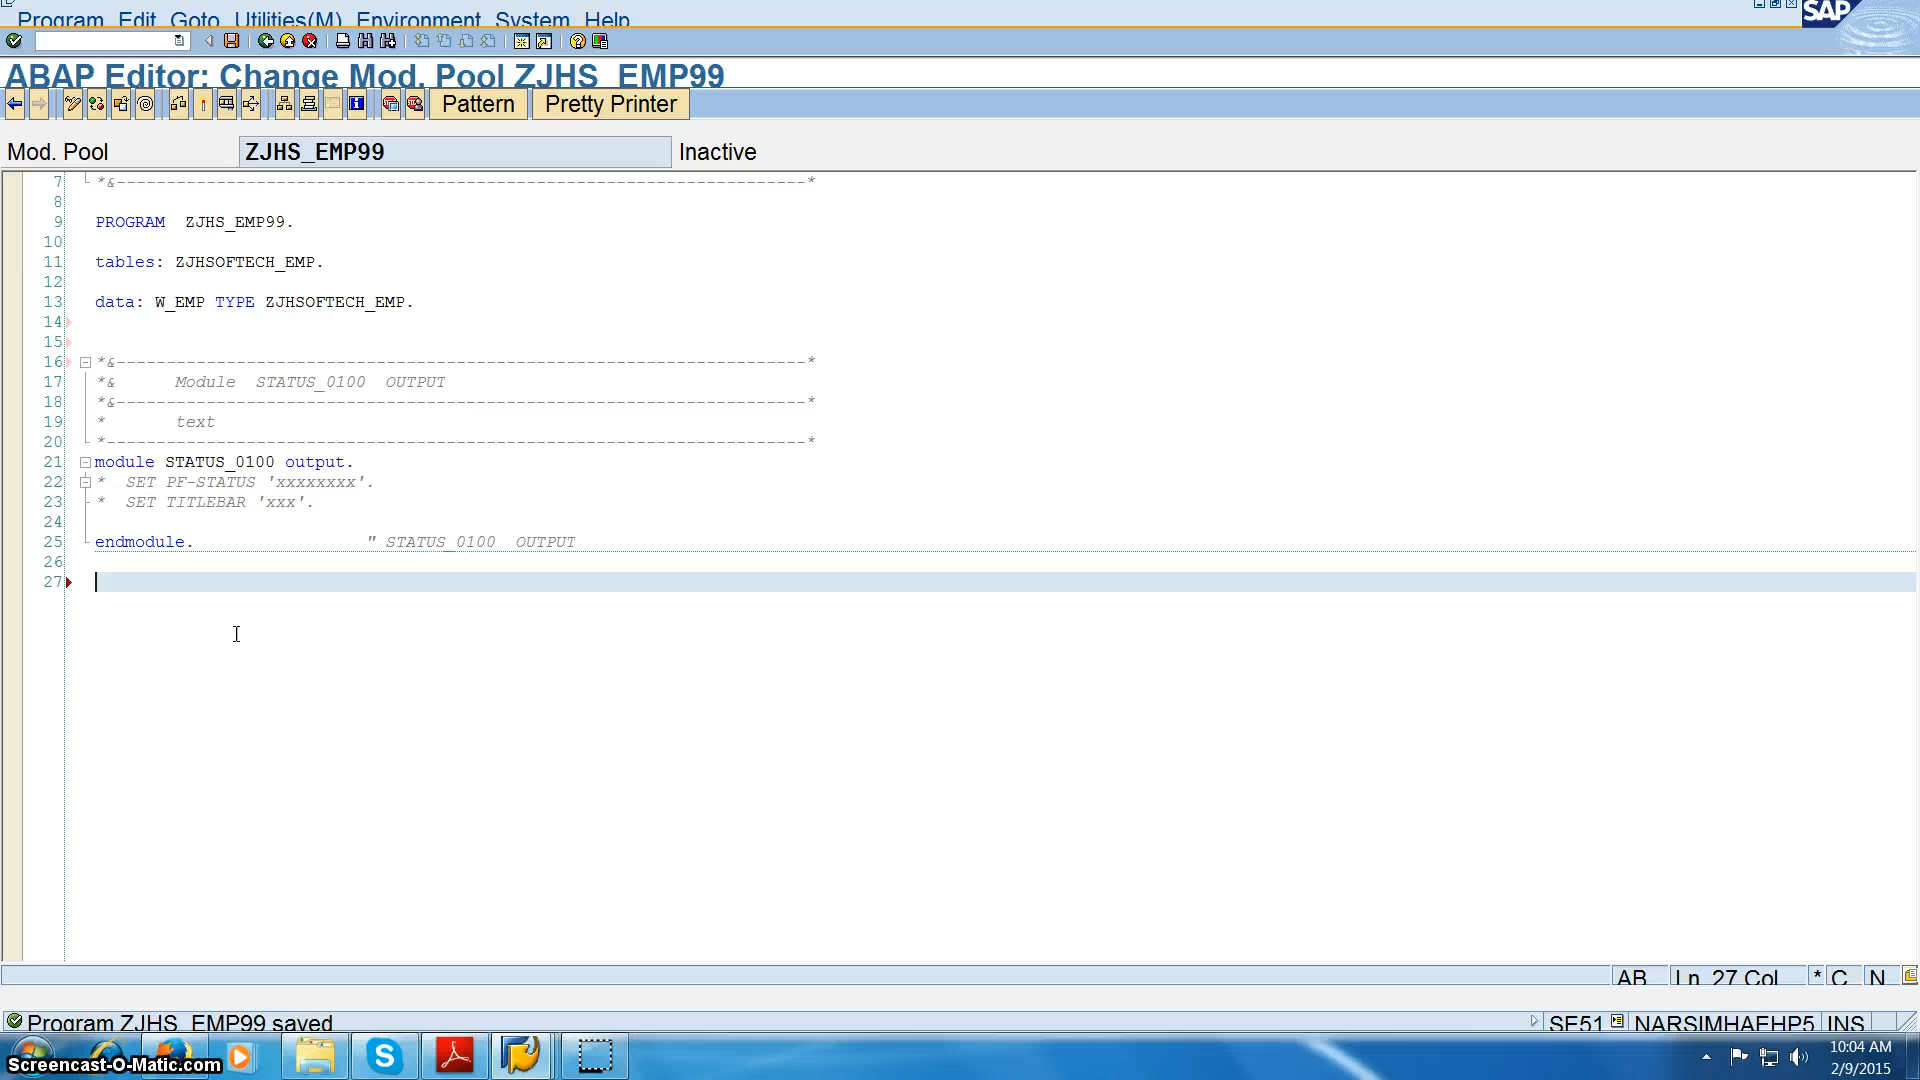 Program Edit Goto Utilities(M) Environment System Help
SAP
ABAP Editor: Change Mod. Pool ZJHS_EMP99
Pattern Pretty Printer
Mod. Pool ZJHS_EMP99 Inactive
7 *&---------------------------------------------------------------------*
8
9 PROGRAM  ZJHS_EMP99.
10
11 tables: ZJHSOFTECH_EMP.
12
13 data: W_EMP TYPE ZJHSOFTECH_EMP.
14
15
16 *&---------------------------------------------------------------------*
17 *&      Module  STATUS_0100  OUTPUT
18 *&---------------------------------------------------------------------*
19 *       text
20 *----------------------------------------------------------------------*
21 module STATUS_0100 output.
22 *  SET PF-STATUS 'xxxxxxxx'.
23 *  SET TITLEBAR 'xxx'.
24
25 endmodule.                 " STATUS_0100  OUTPUT
26
27
AB Ln 27 Col * C N
Program ZJHS_EMP99 saved SE51 NARSIMHAEHP5 INS
10:04 AM
Screencast-O-Matic.com
2/9/2015